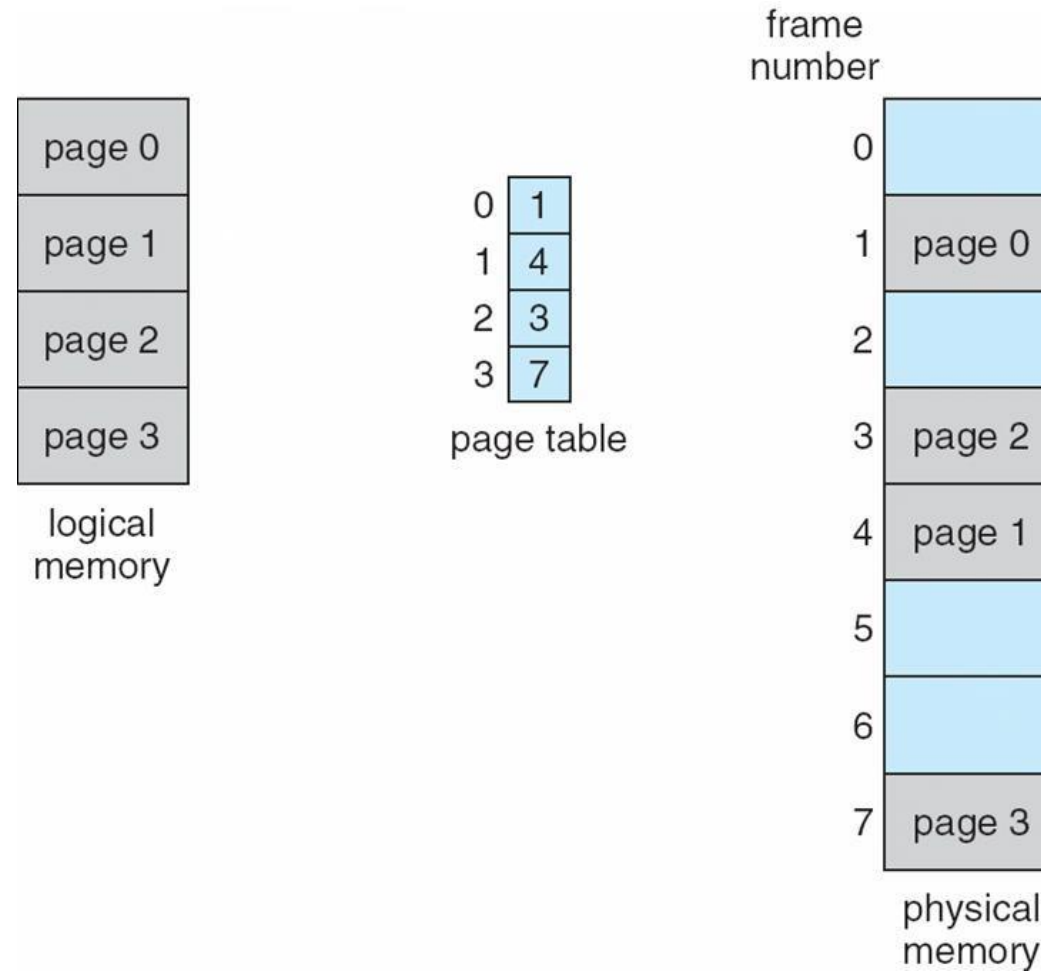 page 0
page 1
page 2
page 3
logical
memory
0 1
1 4
2 3
3 7
page table
frame
number
0
1 page 0
2
3 page 2
4 page 1
5
6
7 page 3
physical
memory